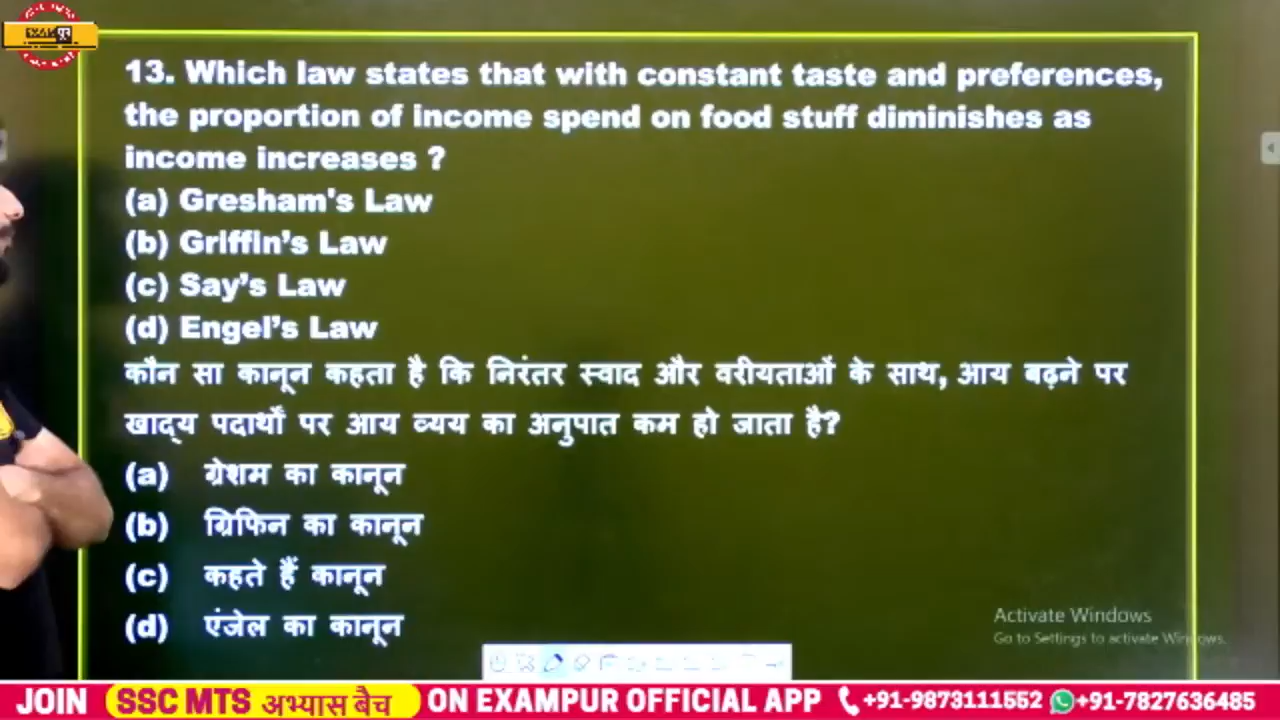 EXAM पुर
13. Which law states that with constant taste and preferences,
the proportion of income spend on food stuff diminishes as
income increases ?
(a) Gresham's Law
(b) Griffin's Law
(c) Say's Law
(d) Engel's Law
कौन सा कानून कहता है कि निरंतर स्वाद और वरीयताओं के साथ, आय बढ़ने पर
खाद्य पदार्थों पर आय व्यय का अनुपात कम हो जाता है?
(a) ग्रेशम का कानून
(b) ग्रिफिन का कानून
(c) कहते हैं कानून
(d) एंजेल का कानून
Activate Windows
Go to Settings to activate Windows.
JOIN SSC MTS अभ्यास बैच ON EXAMPUR OFFICIAL APP +91-9873111552 +91-7827636485